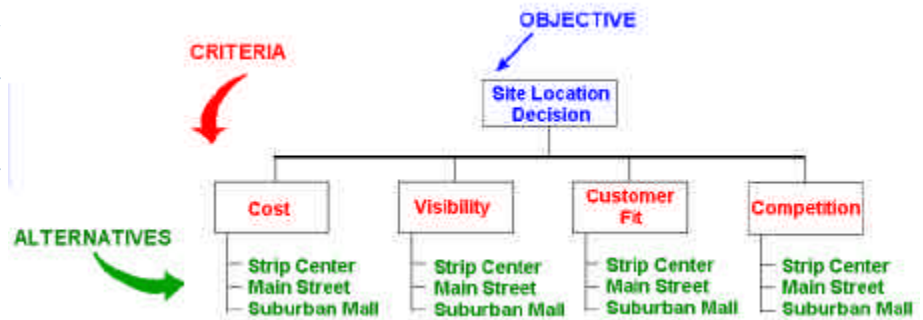 OBJECTIVE
CRITERIA
Site Location
Decision
Cost
Visibility
Customer
Fit
Competition
ALTERNATIVES
Strip Center
Main Street
Suburban Mall
Strip Center
Main Street
Suburban Mall
Strip Center
Main Street
Suburban Mall
Strip Center
Main Street
Suburban Mall